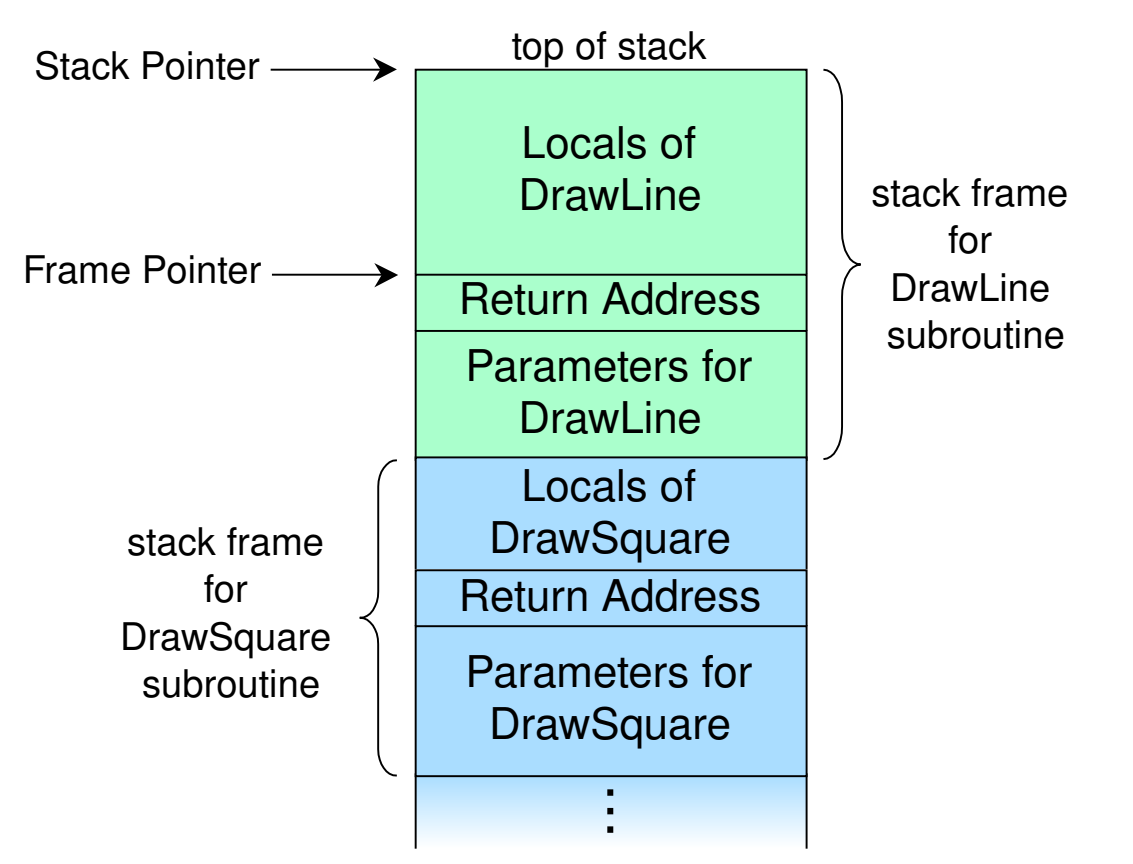 top of stack
Stack Pointer
Locals of
DrawLine
stack frame
for
DrawLine
subroutine
Frame Pointer
Return Address
Parameters for
DrawLine
Locals of
DrawSquare
stack frame
for
DrawSquare
subroutine
Return Address
Parameters for
DrawSquare
⋮